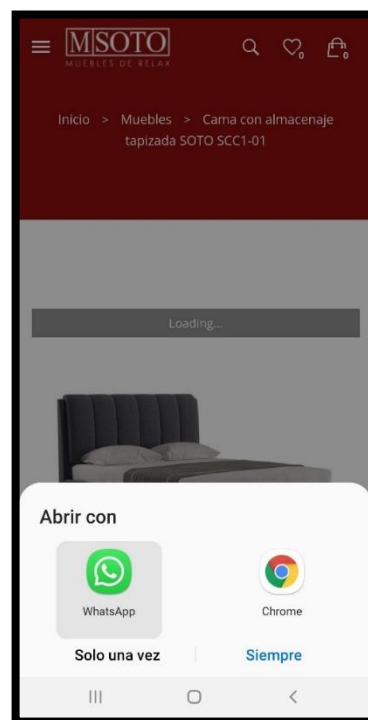 M|SOTO
MUEBLES DE RELAX
0
0
Inicio > Muebles > Cama con almacenaje
tapizada SOTO SCC1-01
Loading...
Abrir con
WhatsApp
Chrome
Solo una vez
Siempre